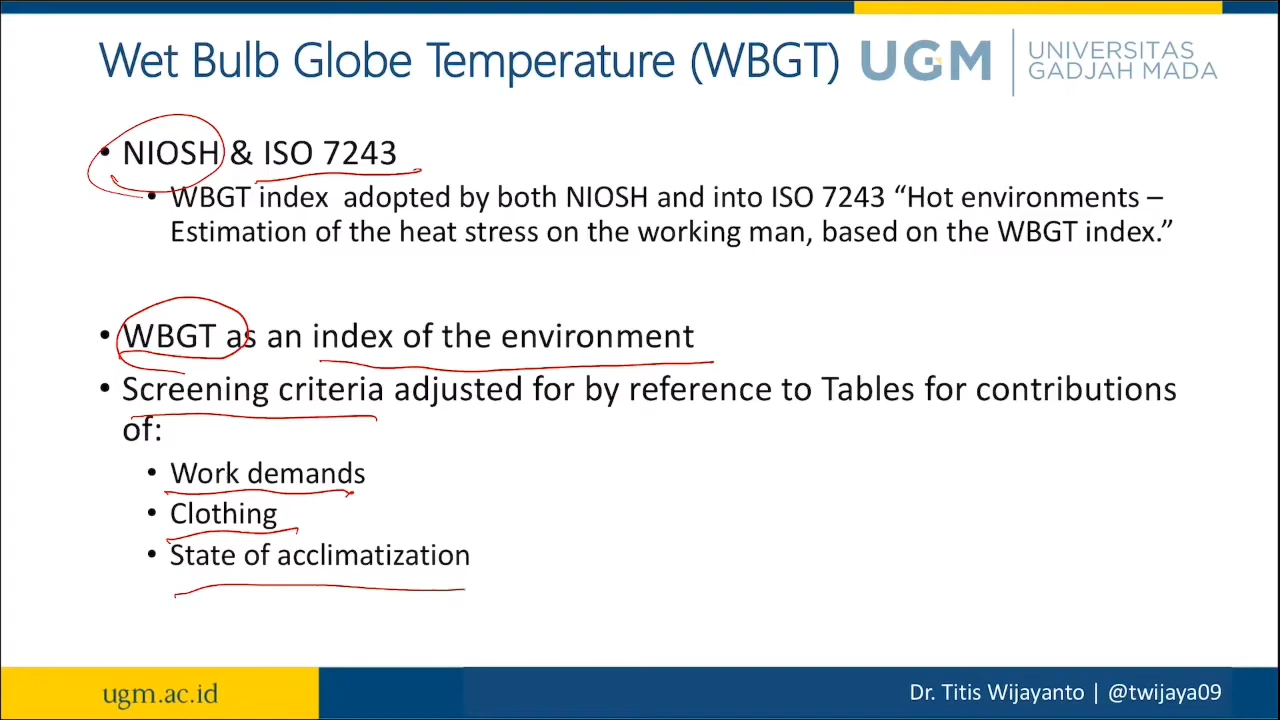 Wet Bulb Globe Temperature (WBGT)
UGM
UNIVERSITAS
GADJAH MADA
• NIOSH & ISO 7243
• WBGT index adopted by both NIOSH and into ISO 7243 “Hot environments –
Estimation of the heat stress on the working man, based on the WBGT index.”
• WBGT as an index of the environment
• Screening criteria adjusted for by reference to Tables for contributions
of:
• Work demands
• Clothing
• State of acclimatization
ugm.ac.id
Dr. Titis Wijayanto | @twijaya09